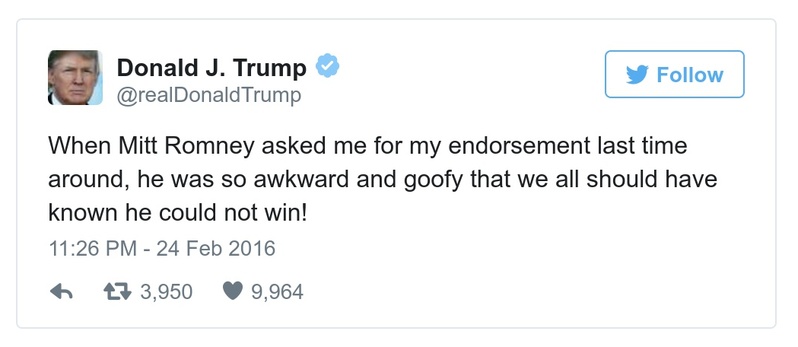 Donald J. Trump
@realDonaldTrump
Follow
When Mitt Romney asked me for my endorsement last time
around, he was so awkward and goofy that we all should have
known he could not win!
11:26 PM - 24 Feb 2016
3,950 9,964